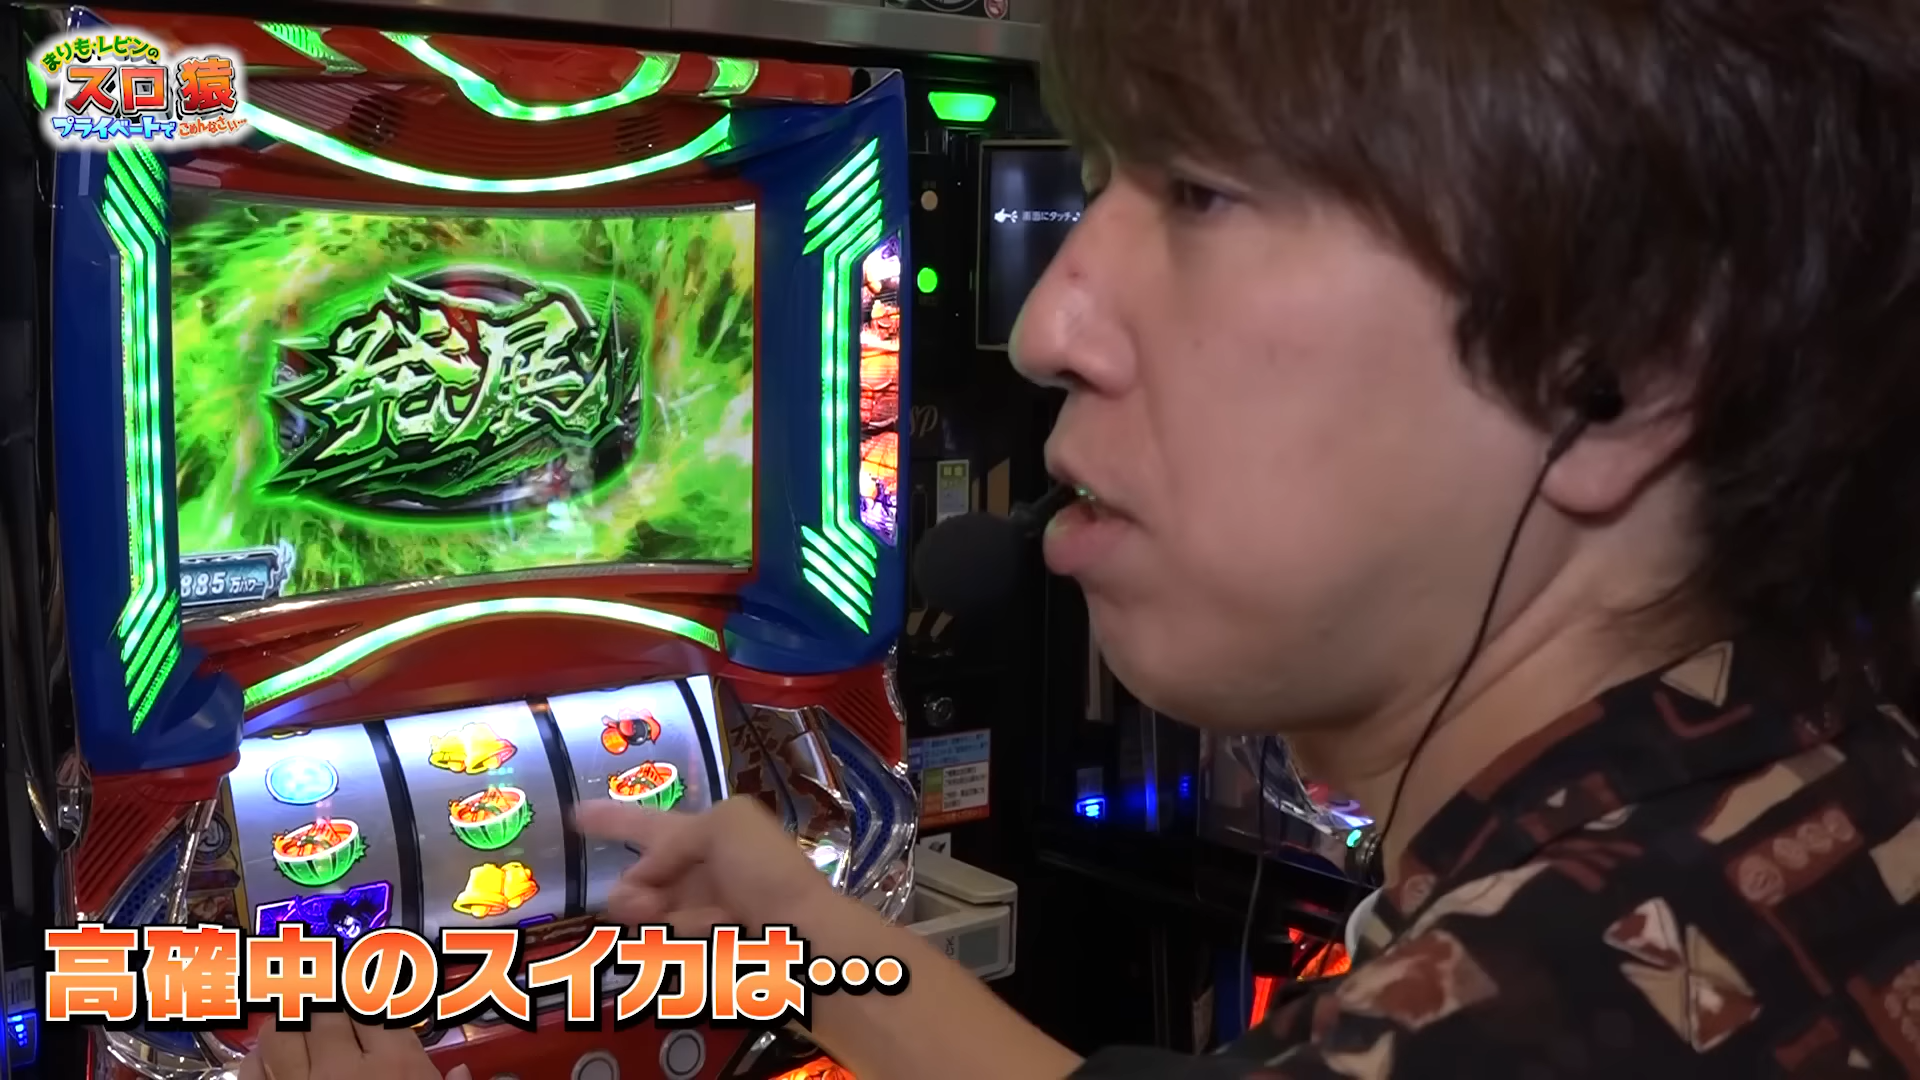 まりも・レビンの
スロ猿
プライベートで ごめんなさい…
画面にタッチ♪
発展
885万パワー
高確中のスイカは…